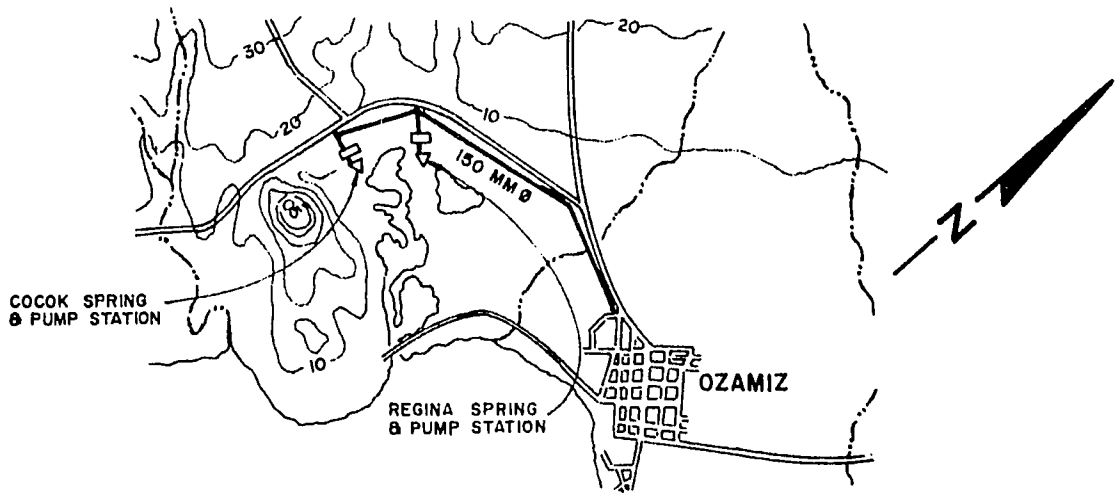 20
30
10
20
150 MM Ø
N
COCOK SPRING
& PUMP STATION
10
OZAMIZ
REGINA SPRING
& PUMP STATION